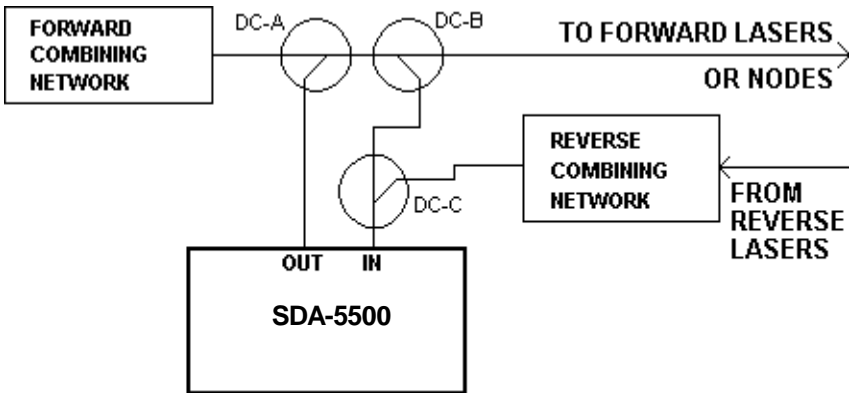 FORWARD
COMBINING
NETWORK
DC-A
DC-B
TO FORWARD LASERS
OR NODES
REVERSE
COMBINING
NETWORK
FROM
REVERSE
LASERS
DC-C
OUT IN
SDA-5500